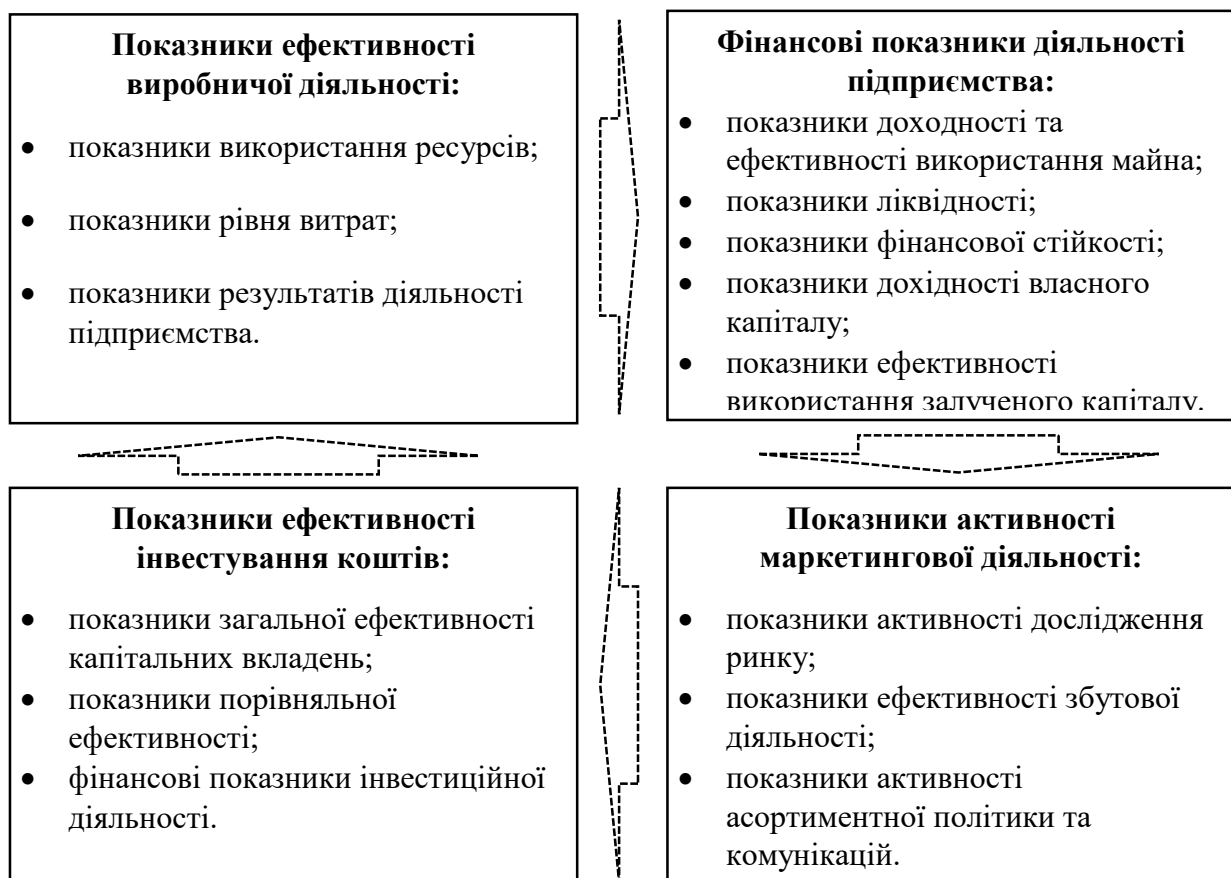 Показники ефективності
виробничої діяльності:
• показники використання ресурсів;
• показники рівня витрат;
• показники результатів діяльності
підприємства.
Фінансові показники діяльності
підприємства:
• показники доходності та
ефективності використання майна;
• показники ліквідності;
• показники фінансової стійкості;
• показники дохідності власного
капіталу;
• показники ефективності
використання залученого капіталу.
Показники ефективності
інвестування коштів:
• показники загальної ефективності
капітальних вкладень;
• показники порівняльної
ефективності;
• фінансові показники інвестиційної
діяльності.
Показники активності
маркетингової діяльності:
• показники активності дослідження
ринку;
• показники ефективності збутової
діяльності;
• показники активності
асортиментної політики та
комунікацій.